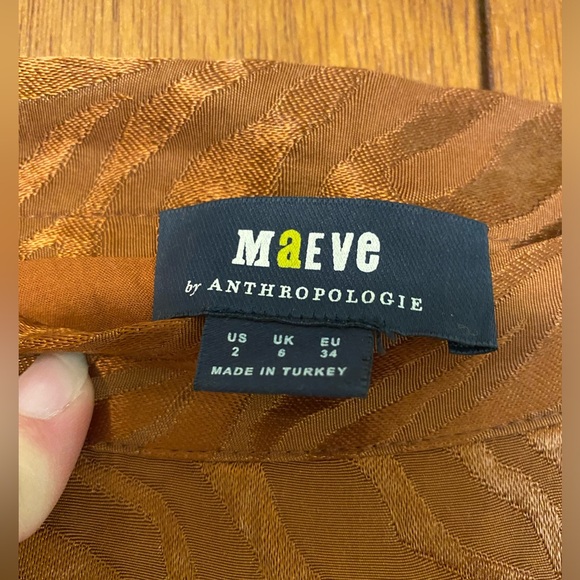 MaEVe
by ANTHROPOLOGIE
US UK EU
2 6 34
MADE IN TURKEY